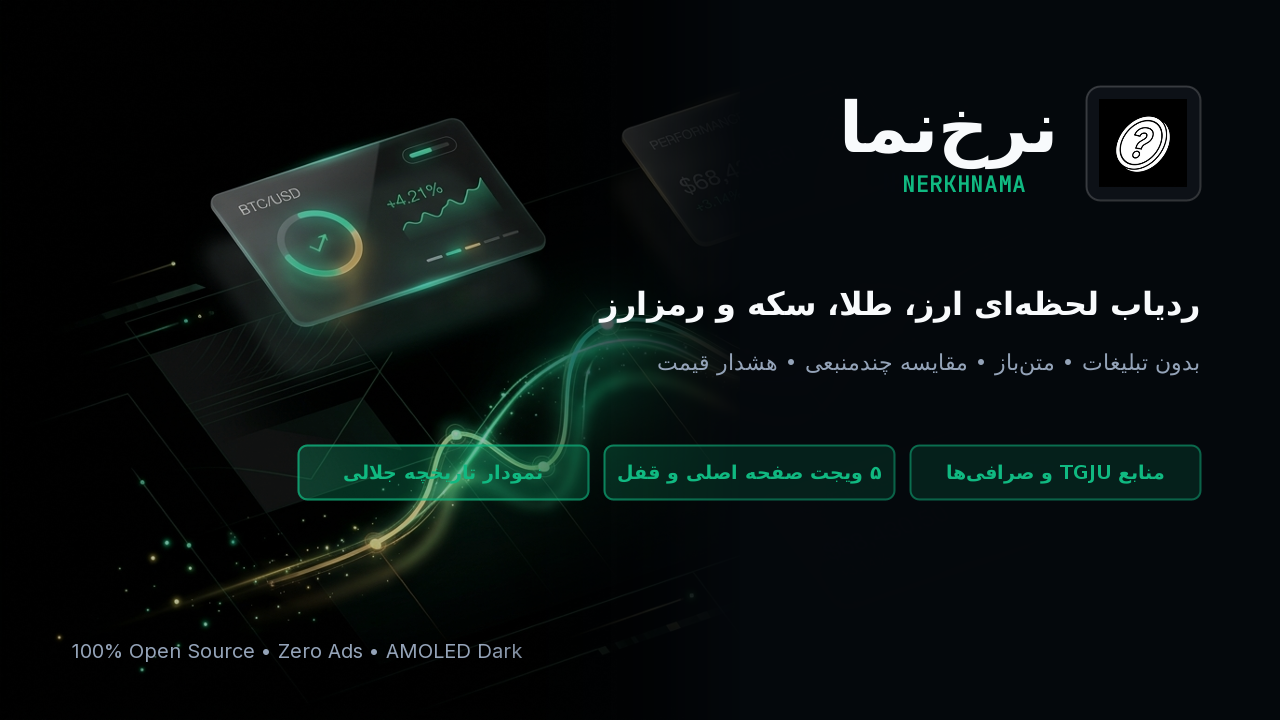 نرخ‌نما
NERKHNAMA
BTC/USD
+4.21%
ردیاب لحظه‌ای ارز، طلا، سکه و رمزارز
بدون تبلیغات • متن‌باز • مقایسه چندمنبعی • هشدار قیمت
منابع TGJU و صرافی‌ها
۵ ویجت صفحه اصلی و قفل
نمودار تاریخچه جلالی
100% Open Source • Zero Ads • AMOLED Dark